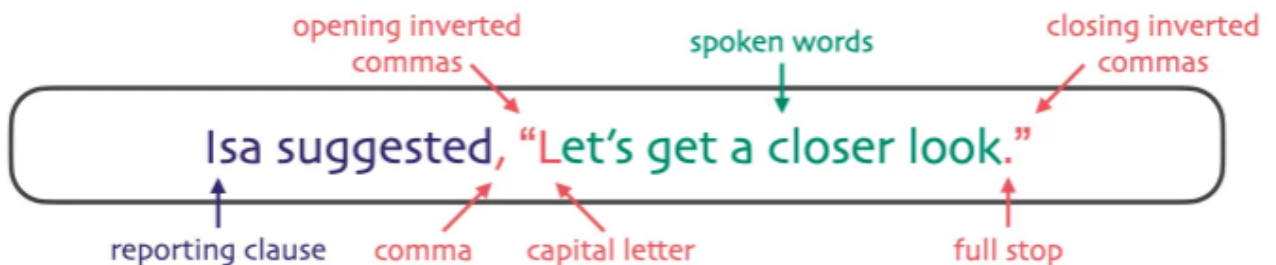 opening inverted
commas
spoken words
closing inverted
commas
Isa suggested, “Let’s get a closer look.”
reporting clause
comma
capital letter
full stop